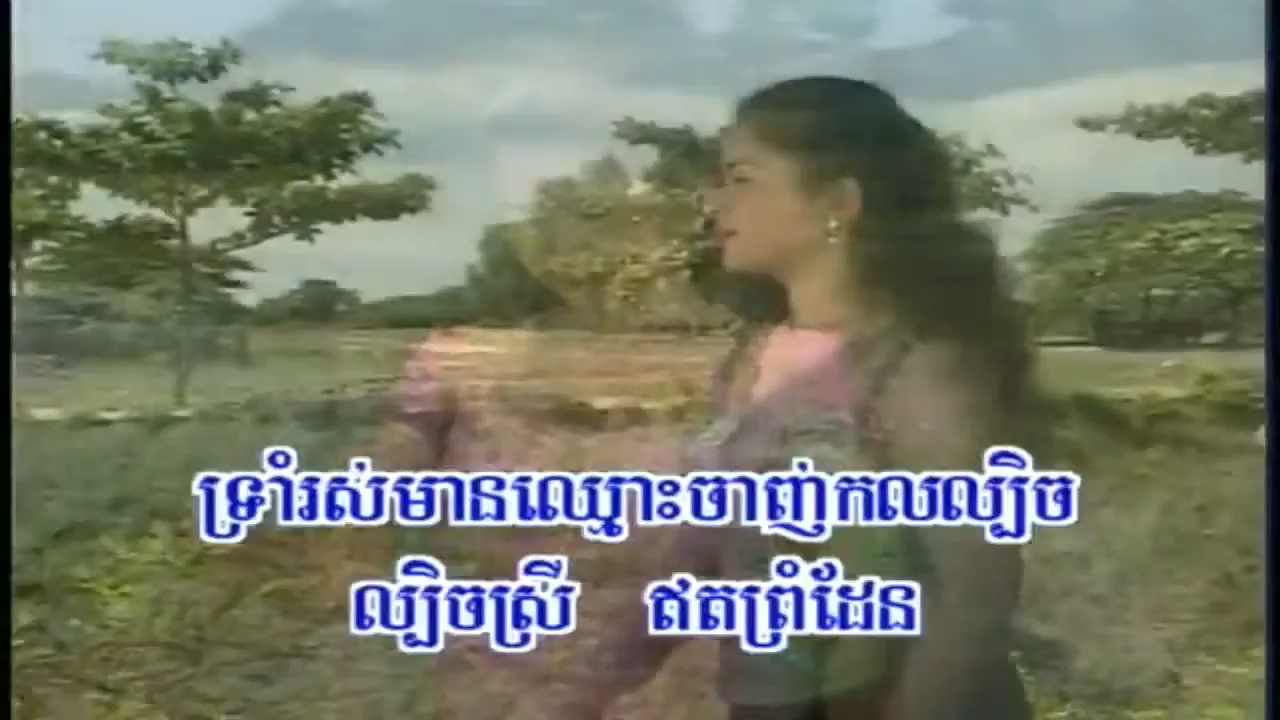 ទ្រាំរស់មានឈ្មោះចាញ់កលល្បិច
ល្បិចស្រី ឥតព្រំដែន